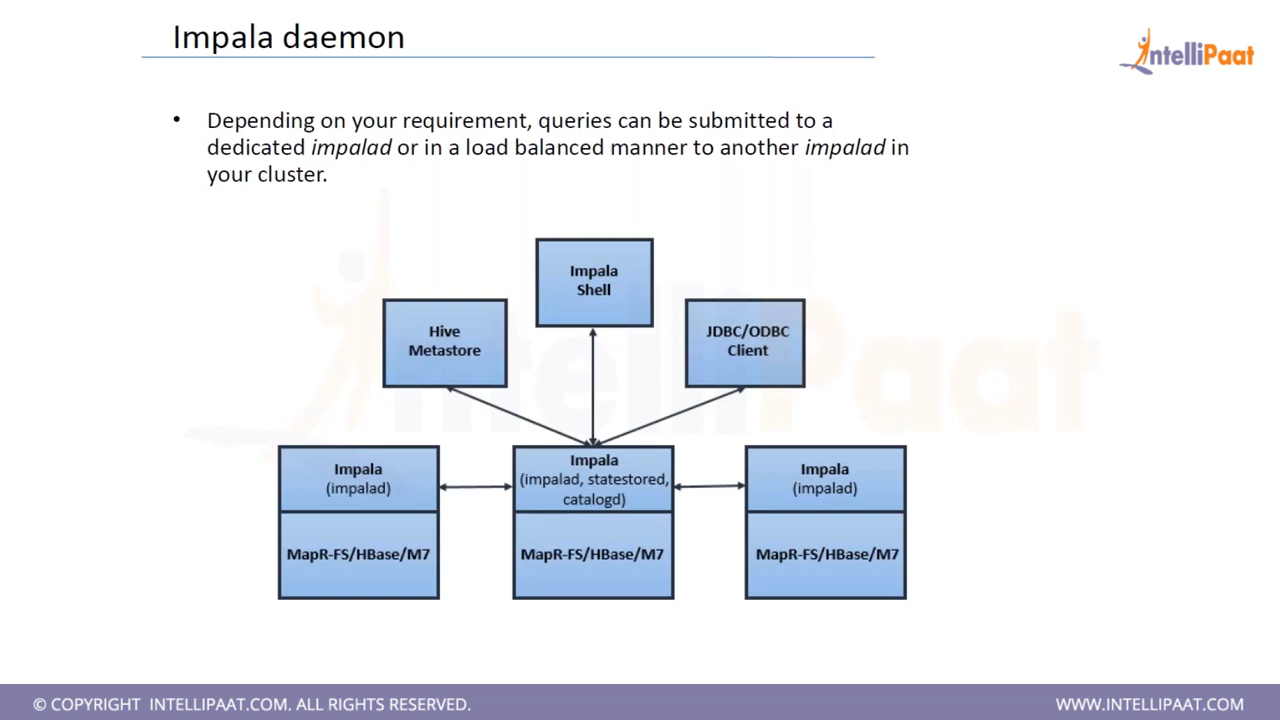 Impala daemon
IntelliPaat
• Depending on your requirement, queries can be submitted to a
dedicated impalad or in a load balanced manner to another impalad in
your cluster.
Impala
Shell
Hive
Metastore
JDBC/ODBC
Client
Impala
(impalad)
Impala
(impalad, statestored,
catalogd)
Impala
(impalad)
MapR-FS/HBase/M7
MapR-FS/HBase/M7
MapR-FS/HBase/M7
IntelliPaat
© COPYRIGHT INTELLIPAAT.COM. ALL RIGHTS RESERVED.
WWW.INTELLIPAAT.COM